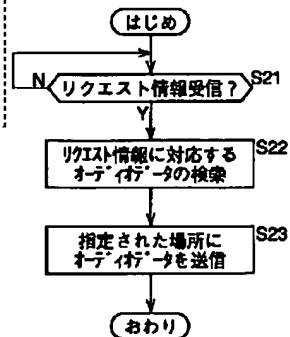 はじめ
N リクエスト情報受信？ S21
Y
リクエスト情報に対応する S22
オーディオデータの検索
指定された場所に S23
オーディオデータを送信
おわり